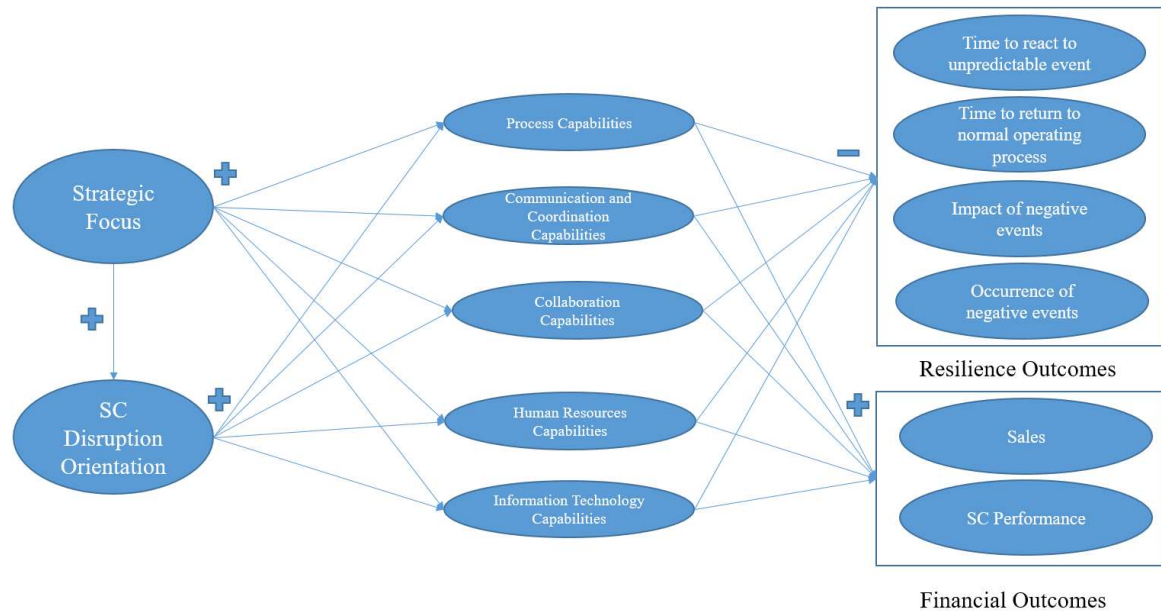 Strategic
Focus
SC
Disruption
Orientation
Process Capabilities
Communication and
Coordination
Capabilities
Collaboration
Capabilities
Human Resources
Capabilities
Information Technology
Capabilities
Time to react to
unpredictable event
Time to return to
normal operating
process
Impact of negative
events
Occurrence of
negative events
Resilience Outcomes
Sales
SC Performance
Financial Outcomes